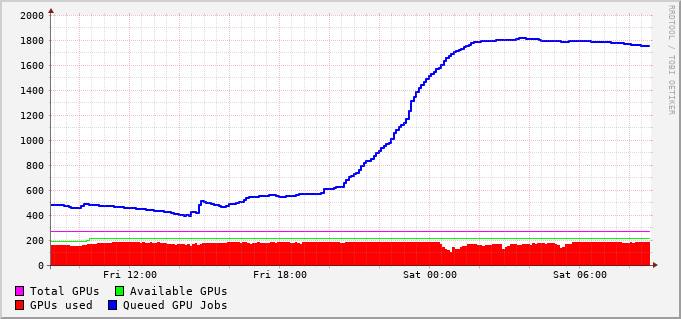 2000
1800
1600
1400
1200
1000
800
600
400
200
0
Fri 12:00 Fri 18:00 Sat 00:00 Sat 06:00
Total GPUs Available GPUs
GPUs used Queued GPU Jobs
RRDTOOL / TOBI OETIKER